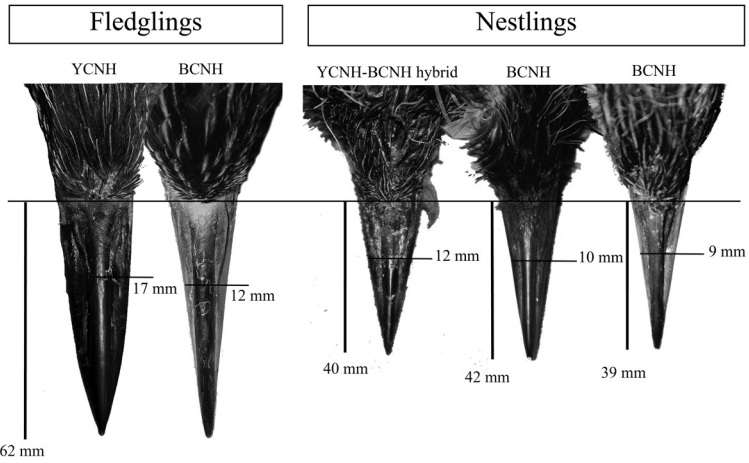 Fledglings
Nestlings
YCNH
BCNH
YCNH-BCNH hybrid
BCNH
BCNH
17 mm
12 mm
12 mm
10 mm
9 mm
62 mm
40 mm
42 mm
39 mm